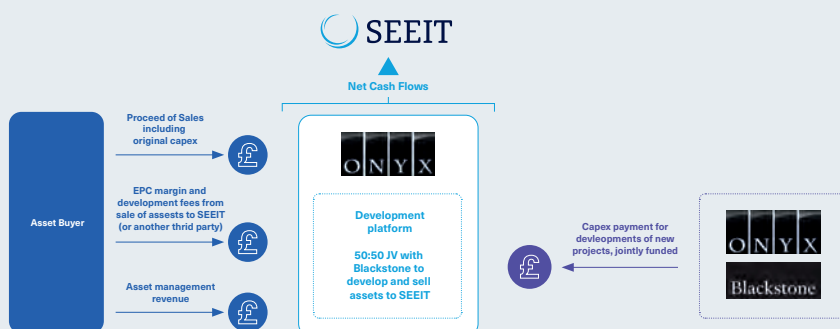 SEEIT
Net Cash Flows
Proceed of Sales
including
original capex
£
EPC margin and
development fees from
sale of assests to SEEIT
(or another thrid party)
£
Asset management
revenue
£
Asset Buyer
ONYX
Development
platform
50:50 JV with
Blackstone to
develop and sell
assets to SEEIT
£
Capex payment for
devleopments of new
projects, jointly funded
ONYX
Blackstone